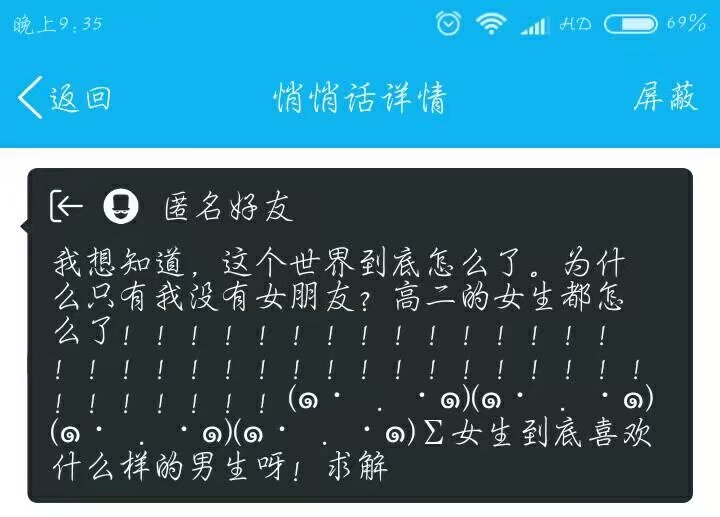 晚上9:35 HD 69%
返回 悄悄话详情 屏蔽
匿名好友
我想知道，这个世界到底怎么了。为什
么只有我没有女朋友？高二的女生都怎
么了！！！！！！！！！！！！！！！
！！！！！！！！！！！！！！！！！！
！！！！！！！(๑• . •๑)(๑• . •๑)
(๑• . •๑)(๑• . •๑)Σ女生到底喜欢
什么样的男生呀！求解